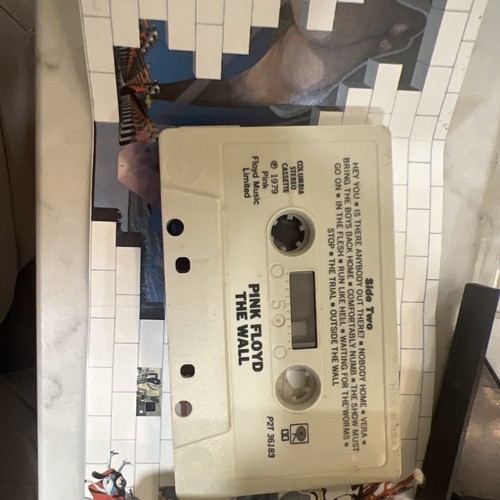 Side Two
HEY YOU ■ IS THERE ANYBODY OUT THERE? ■ NOBODY HOME ■ VERA ■
BRING THE BOYS BACK HOME ■ COMFORTABLY NUMB ■ THE SHOW MUST
GO ON ■ IN THE FLESH ■ RUN LIKE HELL ■ WAITING FOR THE WORMS ■
STOP ■ THE TRIAL ■ OUTSIDE THE WALL
COLUMBIA
STEREO
CASSETTE
℗ 1979
Pink
Floyd Music
Limited
50
PINK FLOYD
THE WALL
P2T 36183